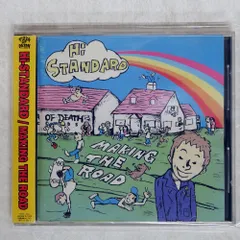 Hi
STANDARD
OF DEATH
MAKING
THE
ROAD
HI-STANDARD / MAKING THE ROAD